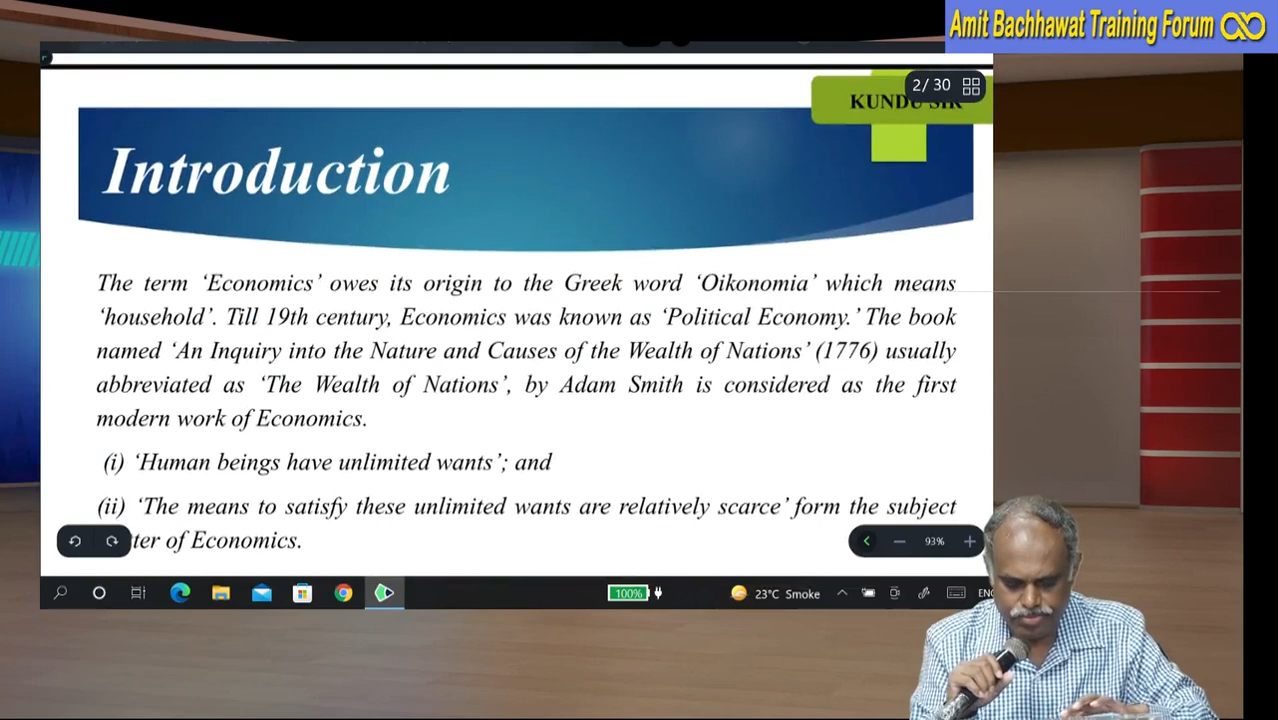 Amit Bachhawat Training Forum
2/ 30
KUNDU SIR
Introduction
The term ‘Economics’ owes its origin to the Greek word ‘Oikonomia’ which means
‘household’. Till 19th century, Economics was known as ‘Political Economy.’ The book
named ‘An Inquiry into the Nature and Causes of the Wealth of Nations’ (1776) usually
abbreviated as ‘The Wealth of Nations’, by Adam Smith is considered as the first
modern work of Economics.
(i) ‘Human beings have unlimited wants’; and
(ii) ‘The means to satisfy these unlimited wants are relatively scarce’ form the subject
ter of Economics.
93%
100%
23°C Smoke
ENG